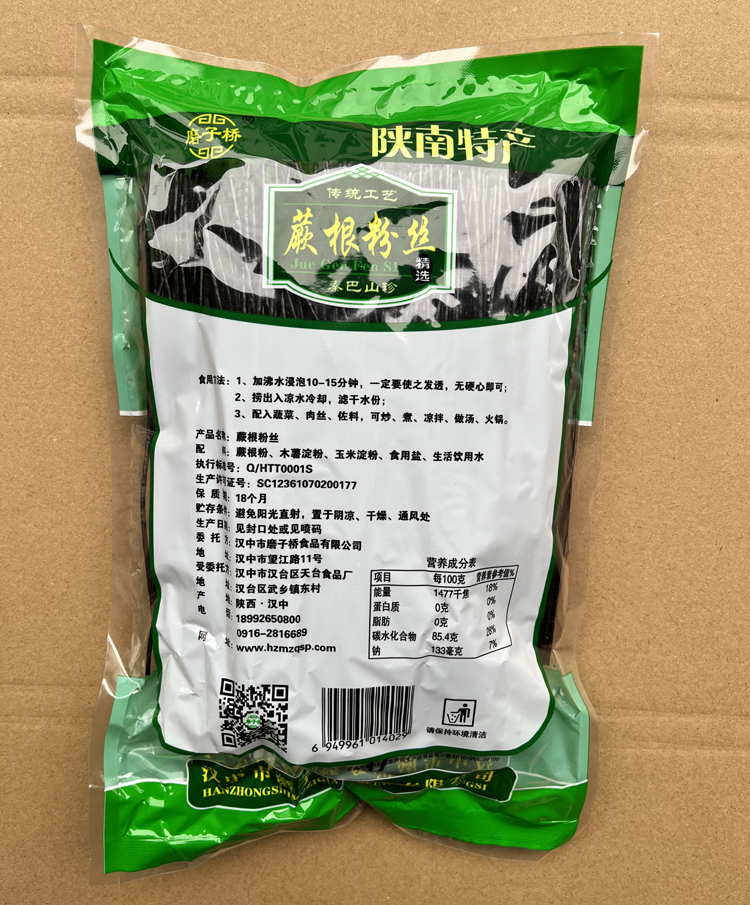 磨子桥
陕南特产
传统工艺
蕨根粉丝
Jue Gen Fen SI
精选
秦巴山珍
食用方法：1、加沸水浸泡10-15分钟，一定要使之发透，无硬心即可；
2、捞出入凉水冷却，滤干水份；
3、配入蔬菜、肉丝、佐料，可炒、煮、凉拌、做汤、火锅。
产品名称：蕨根粉丝
配 料：蕨根粉、木薯淀粉、玉米淀粉、食用盐、生活饮用水
执行标准号：Q/HTT0001S
生产许可证号：SC12361070200177
保 质 期：18个月
贮存条件：避免阳光直射，置于阴凉、干燥、通风处
生产日期：见封口处或见喷码
委 托 方：汉中市磨子桥食品有限公司
地 址：汉中市望江路11号
受委托方：汉中市汉台区天台食品厂
地 址：汉台区武乡镇东村
产 地：陕西·汉中
电 话：18992650800
0916-2816689
网 址：www.hzmzqsp.com
营养成分表
项目 每100克 营养素参考值%
能量 1477千焦 18%
蛋白质 0克 0%
脂肪 0克 0%
碳水化合物 85.4克 28%
钠 133毫克 7%
6 949961 014029
请保持环境清洁
汉中市
限公司
HANZHONGSHI
GSI